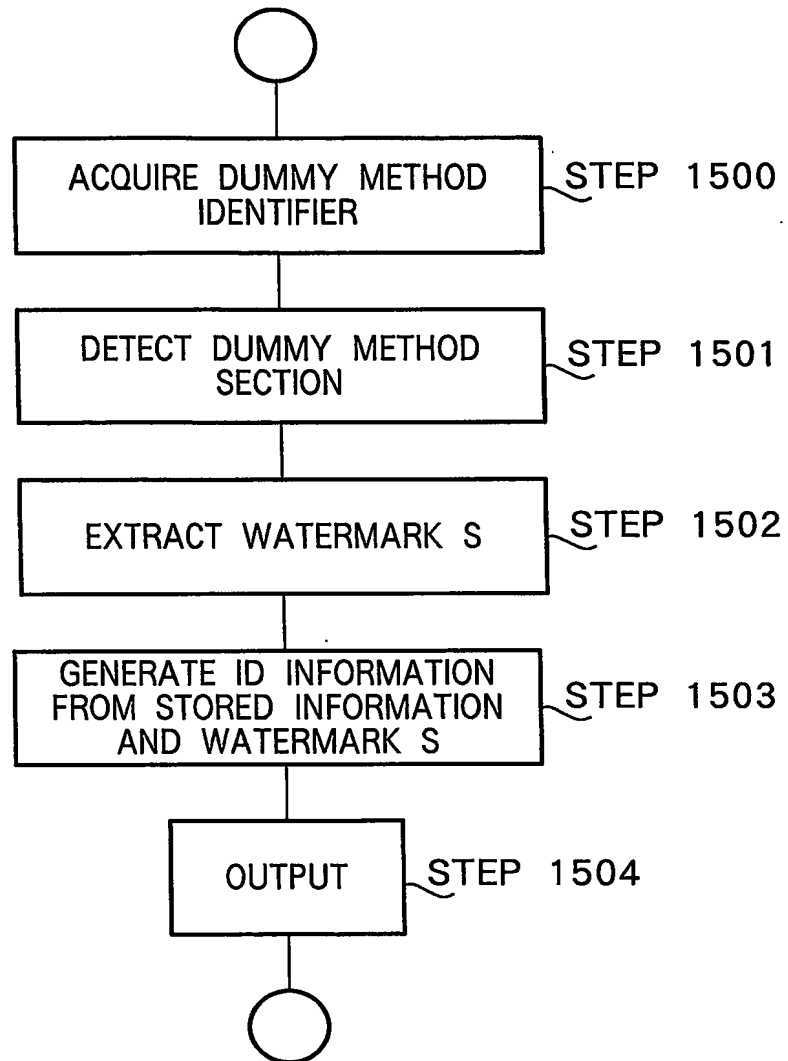 ACQUIRE DUMMY METHOD
IDENTIFIER
STEP 1500
DETECT DUMMY METHOD
SECTION
STEP 1501
EXTRACT WATERMARK S
STEP 1502
GENERATE ID INFORMATION
FROM STORED INFORMATION
AND WATERMARK S
STEP 1503
OUTPUT
STEP 1504